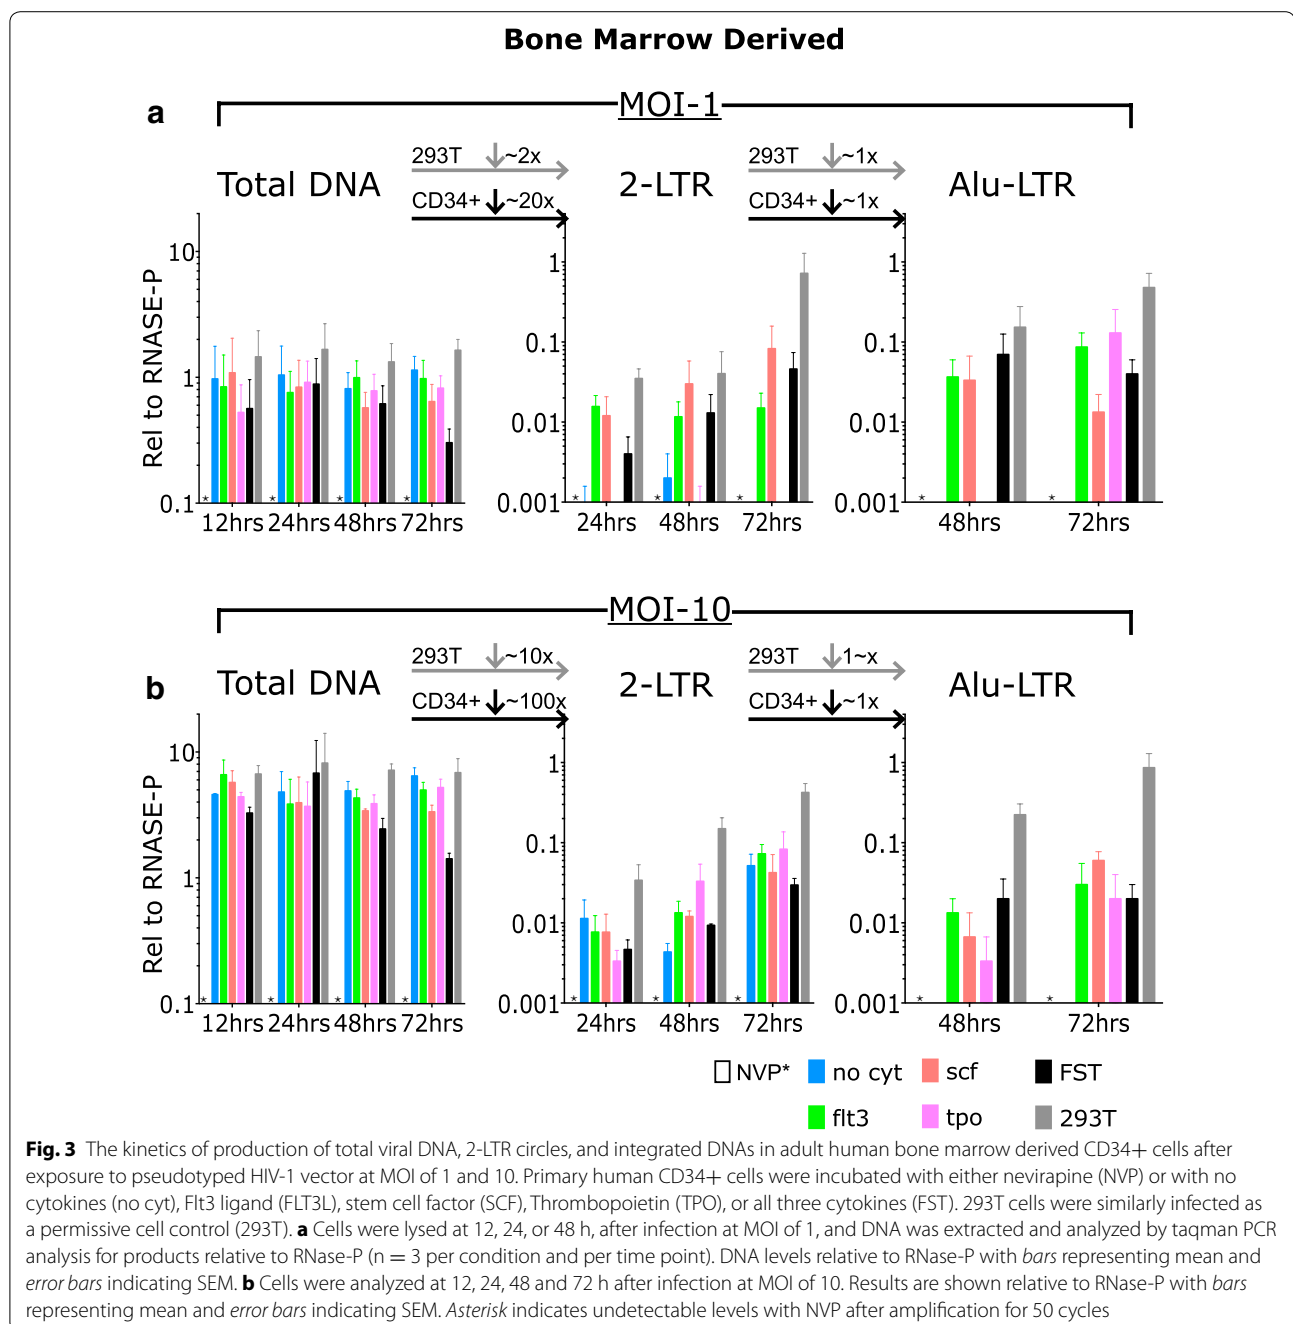 Bone Marrow Derived
a
MOI-1
Total DNA
293T ~2x
CD34+ ~20x
2-LTR
293T ~1x
CD34+ ~1x
Alu-LTR
Rel to RNASE-P
10
1
0.1
* * * *
12hrs 24hrs 48hrs 72hrs
1
0.1
0.01
0.001
* * *
24hrs 48hrs 72hrs
1
0.1
0.01
0.001
* *
48hrs 72hrs
MOI-10
b
Total DNA
293T ~10x
CD34+ ~100x
2-LTR
293T 1~x
CD34+ ~1x
Alu-LTR
Rel to RNASE-P
10
1
0.1
* * * *
12hrs 24hrs 48hrs 72hrs
1
0.1
0.01
0.001
* * *
24hrs 48hrs 72hrs
1
0.1
0.01
0.001
* *
48hrs 72hrs
NVP* no cyt scf FST
flt3 tpo 293T
Fig. 3 The kinetics of production of total viral DNA, 2-LTR circles, and integrated DNAs in adult human bone marrow derived CD34+ cells after
exposure to pseudotyped HIV-1 vector at MOI of 1 and 10. Primary human CD34+ cells were incubated with either nevirapine (NVP) or with no
cytokines (no cyt), Flt3 ligand (FLT3L), stem cell factor (SCF), Thrombopoietin (TPO), or all three cytokines (FST). 293T cells were similarly infected as
a permissive cell control (293T). a Cells were lysed at 12, 24, or 48 h, after infection at MOI of 1, and DNA was extracted and analyzed by taqman PCR
analysis for products relative to RNase-P (n = 3 per condition and per time point). DNA levels relative to RNase-P with bars representing mean and
error bars indicating SEM. b Cells were analyzed at 12, 24, 48 and 72 h after infection at MOI of 10. Results are shown relative to RNase-P with bars
representing mean and error bars indicating SEM. Asterisk indicates undetectable levels with NVP after amplification for 50 cycles